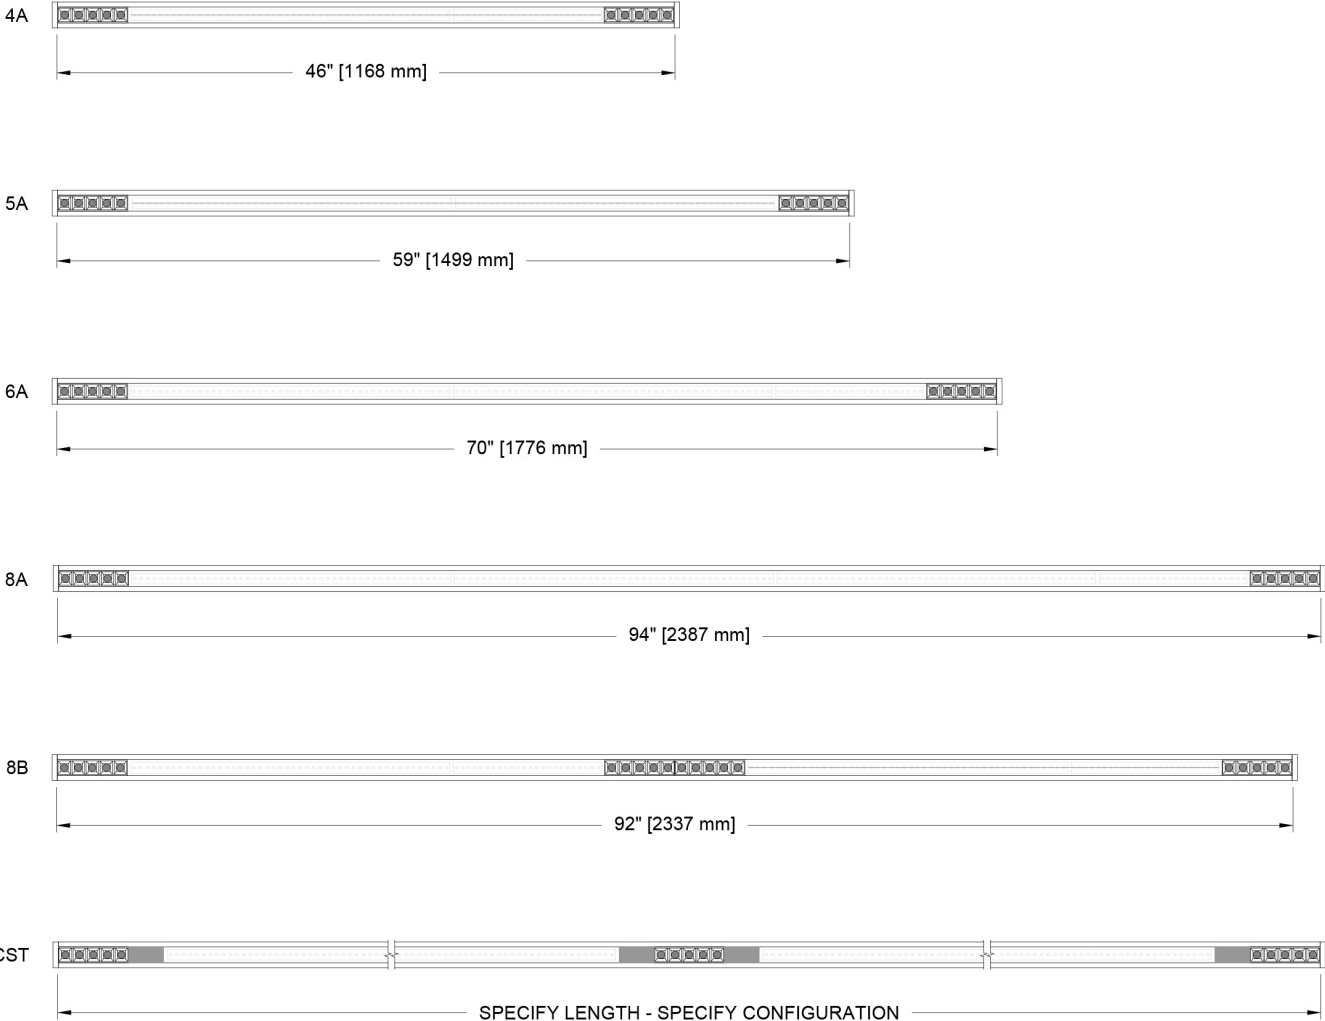 4A
46" [1168 mm]
5A
59" [1499 mm]
6A
70" [1776 mm]
8A
94" [2387 mm]
8B
92" [2337 mm]
CST
SPECIFY LENGTH - SPECIFY CONFIGURATION